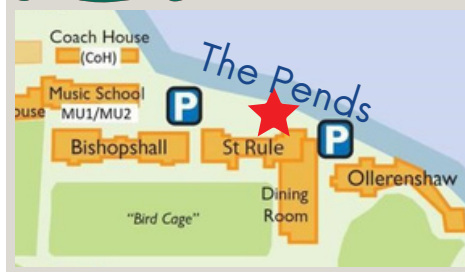 Coach House
(CoH)
The Pends
Music School
MU1/MU2
ouse
P
Bishopshall
St Rule
P
Ollerenshaw
Dining
Room
"Bird Cage"